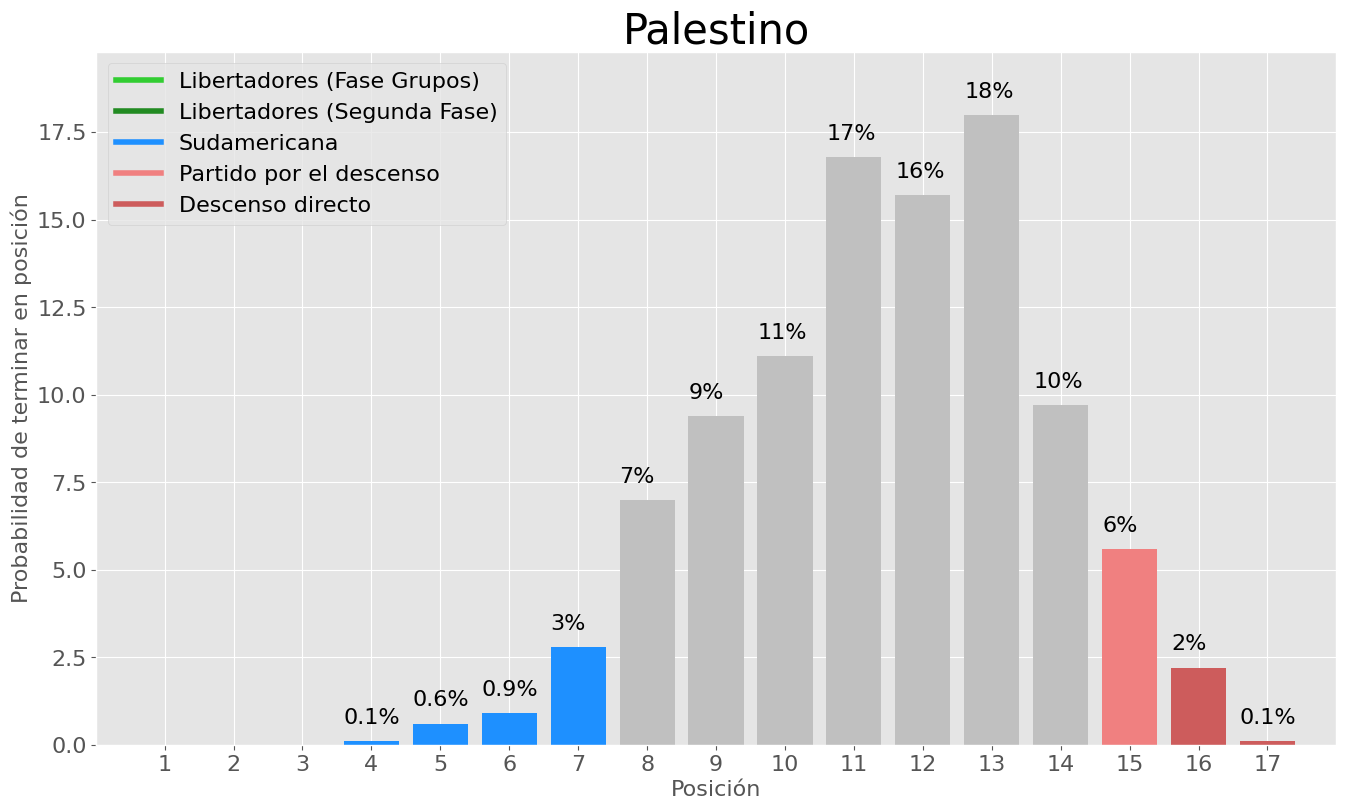 Palestino
Libertadores (Fase Grupos)
Libertadores (Segunda Fase)
Sudamericana
Partido por el descenso
Descenso directo
Probabilidad de terminar en posición
17.5
15.0
12.5
10.0
7.5
5.0
2.5
0.0
0.1%
0.6%
0.9%
3%
7%
9%
11%
17%
16%
18%
10%
6%
2%
0.1%
1 2 3 4 5 6 7 8 9 10 11 12 13 14 15 16 17
Posición